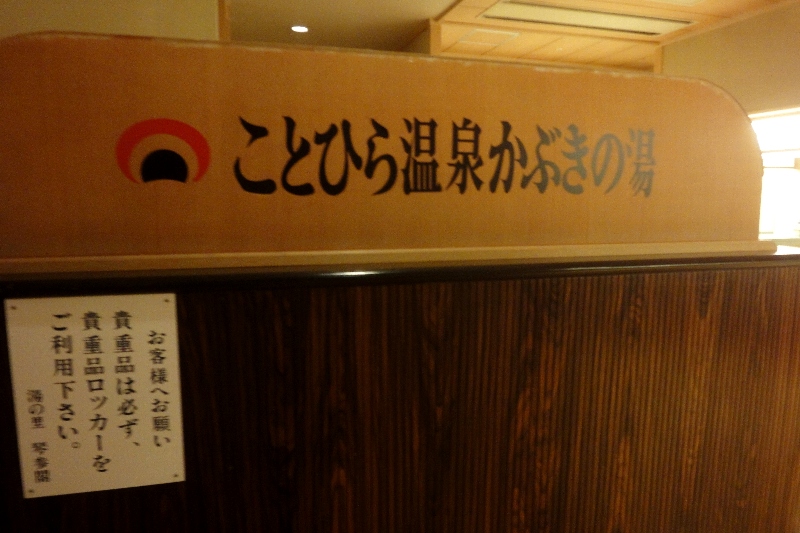 ことひら温泉かぶきの湯
お客様へお願い
貴重品は必ず、
貴重品ロッカーを
ご利用下さい。
湯の里 琴参閣